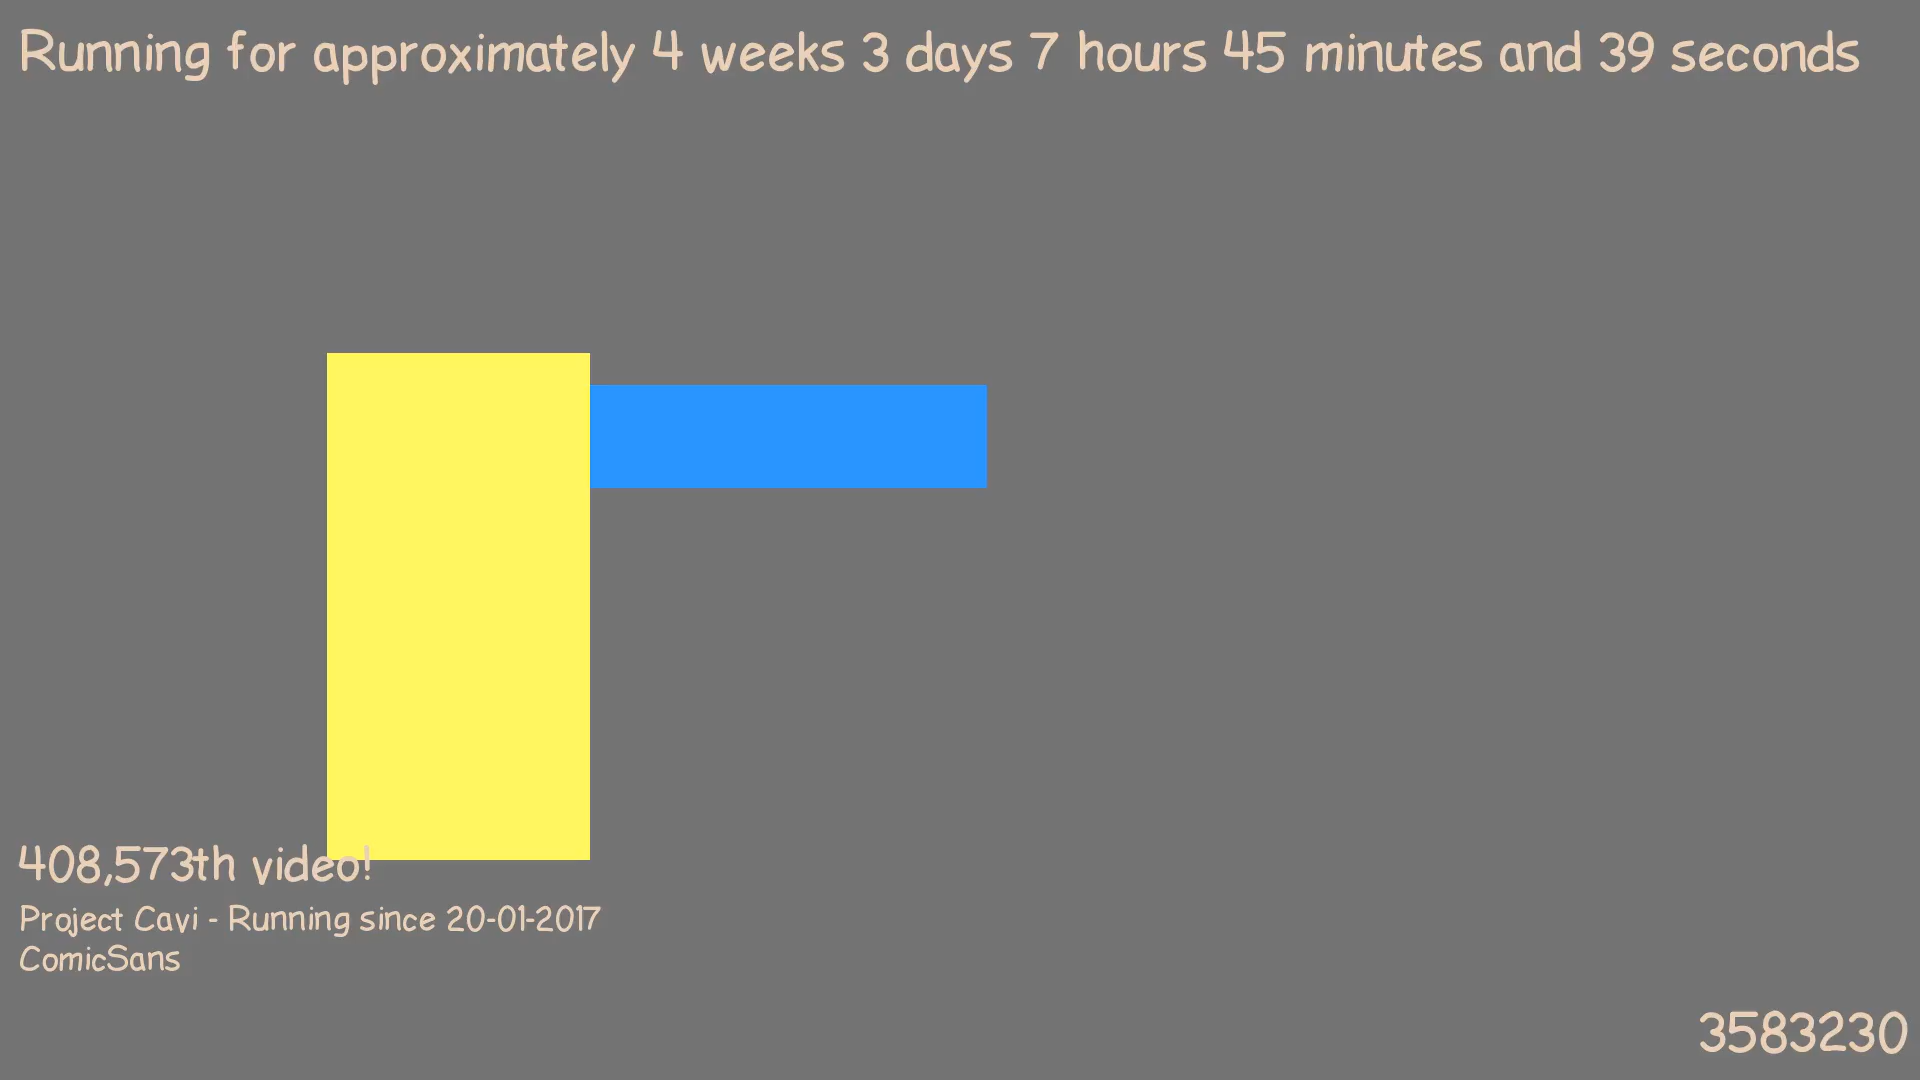 Running for approximately 4 weeks 3 days 7 hours 45 minutes and 39 seconds
408,573th video!
Project Cavi - Running since 20-01-2017
ComicSans
3583230